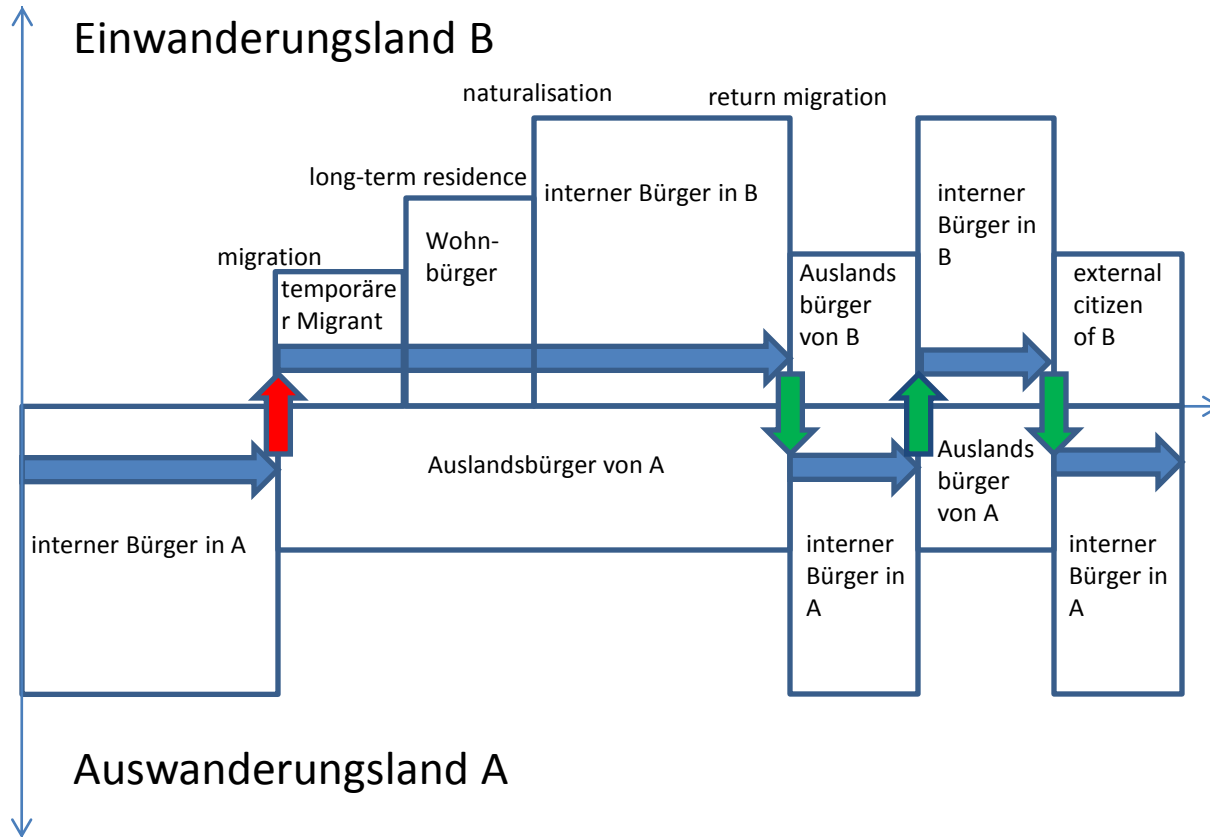 Einwanderungsland B
naturalisation
return migration
long-term residence
interner Bürger in B
interner
Bürger in
B
Wohn-
bürger
migration
temporäre
r Migrant
Auslands
bürger
von B
external
citizen
of B
Auslandsbürger von A
Auslands
bürger
von A
interner Bürger in A
interner
Bürger in
A
interner
Bürger in
A
Auswanderungsland A